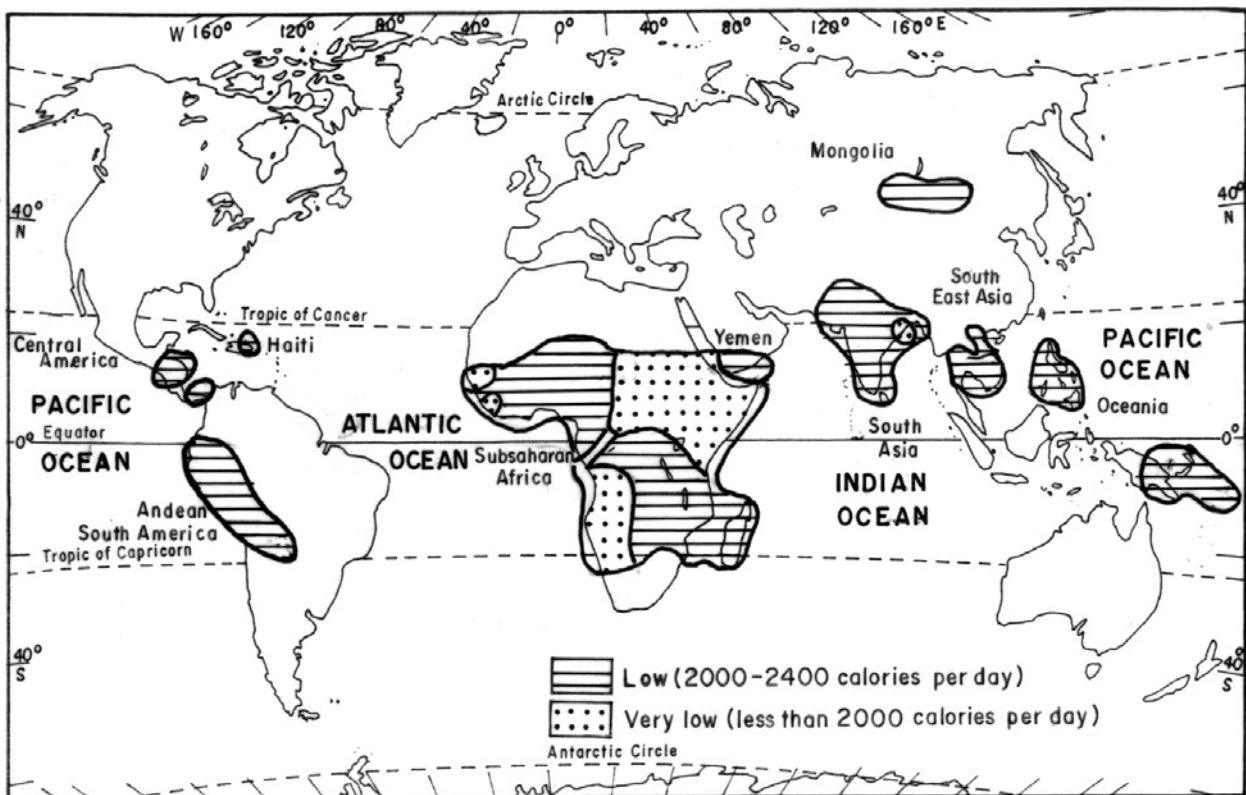 W 160° 120° 80° 40° 0° 40° 80° 120° 160° E
Arctic Circle
Mongolia
40°
N
40°
N
South
East Asia
Tropic of Cancer
Central
America
Haiti
Yemen
PACIFIC
OCEAN
Oceania
PACIFIC
OCEAN
Equator
0°
ATLANTIC
OCEAN
Subsaharan
Africa
South
Asia
0°
INDIAN
OCEAN
Andean
South America
Tropic of Capricorn
40°
S
40°
S
Low (2000-2400 calories per day)
Very low (less than 2000 calories per day)
Antarctic Circle